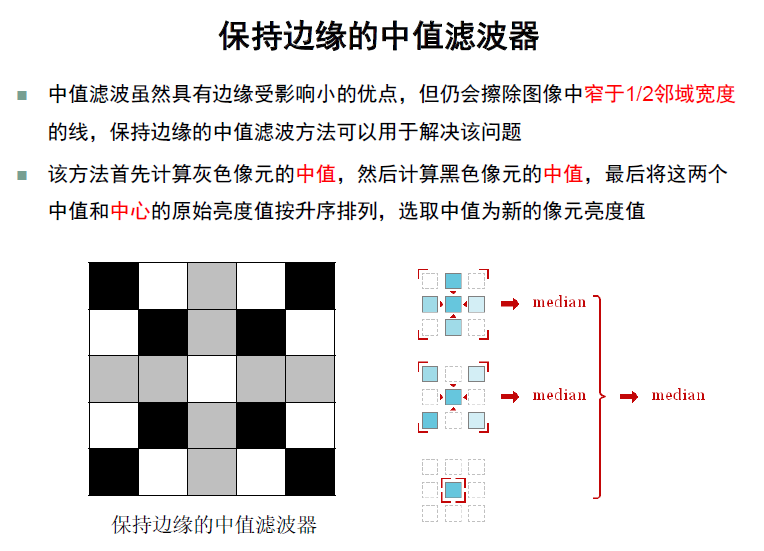 保持边缘的中值滤波器
中值滤波虽然具有边缘受影响小的优点，但仍会擦除图像中窄于1/2邻域宽度
的线，保持边缘的中值滤波方法可以用于解决该问题
该方法首先计算灰色像元的中值，然后计算黑色像元的中值，最后将这两个
中值和中心的原始亮度值按升序排列，选取中值为新的像元亮度值
median
median
median
保持边缘的中值滤波器